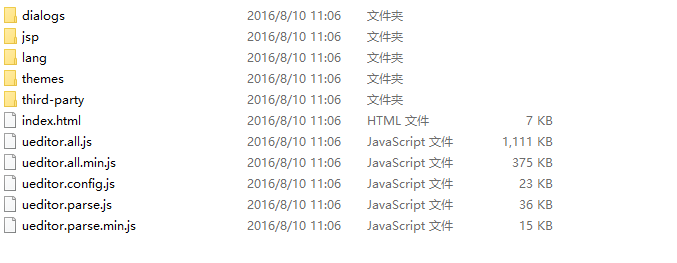 dialogs 2016/8/10 11:06 文件夹
jsp 2016/8/10 11:06 文件夹
lang 2016/8/10 11:06 文件夹
themes 2016/8/10 11:06 文件夹
third-party 2016/8/10 11:06 文件夹
index.html 2016/8/10 11:06 HTML 文件 7 KB
ueditor.all.js 2016/8/10 11:06 JavaScript 文件 1,111 KB
ueditor.all.min.js 2016/8/10 11:06 JavaScript 文件 375 KB
ueditor.config.js 2016/8/10 11:06 JavaScript 文件 23 KB
ueditor.parse.js 2016/8/10 11:06 JavaScript 文件 36 KB
ueditor.parse.min.js 2016/8/10 11:06 JavaScript 文件 15 KB